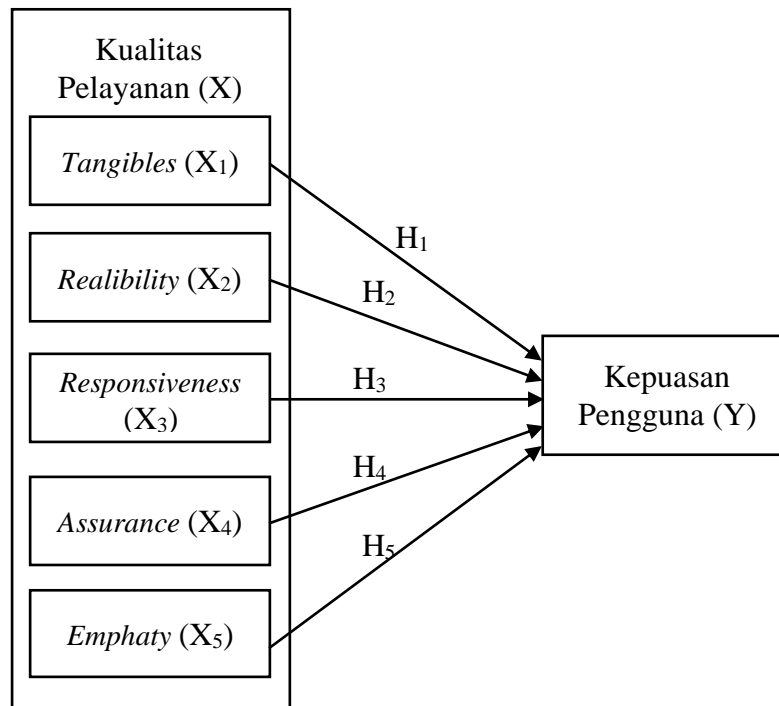 Kualitas
Pelayanan (X)
Tangibles (X₁)
Realibility (X₂)
Responsiveness
(X₃)
Assurance (X₄)
Emphaty (X₅)
H₁
H₂
H₃
H₄
H₅
Kepuasan
Pengguna (Y)